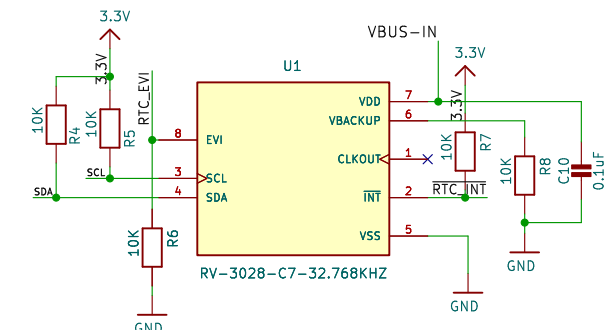 3.3V
VBUS-IN
3.3V
U1
3.3V
RTC_EVI
10K
R4
10K
R5
8
EVI
3
SCL
SCL
4
SDA
SDA
VDD
7
VBACKUP
6
CLKOUT
1
INT
2
RTC_INT
VSS
5
3.3V
10K
R7
10K
R8
C10
0.1uF
10K
R6
RV-3028-C7-32.768KHZ
GND
GND
GND